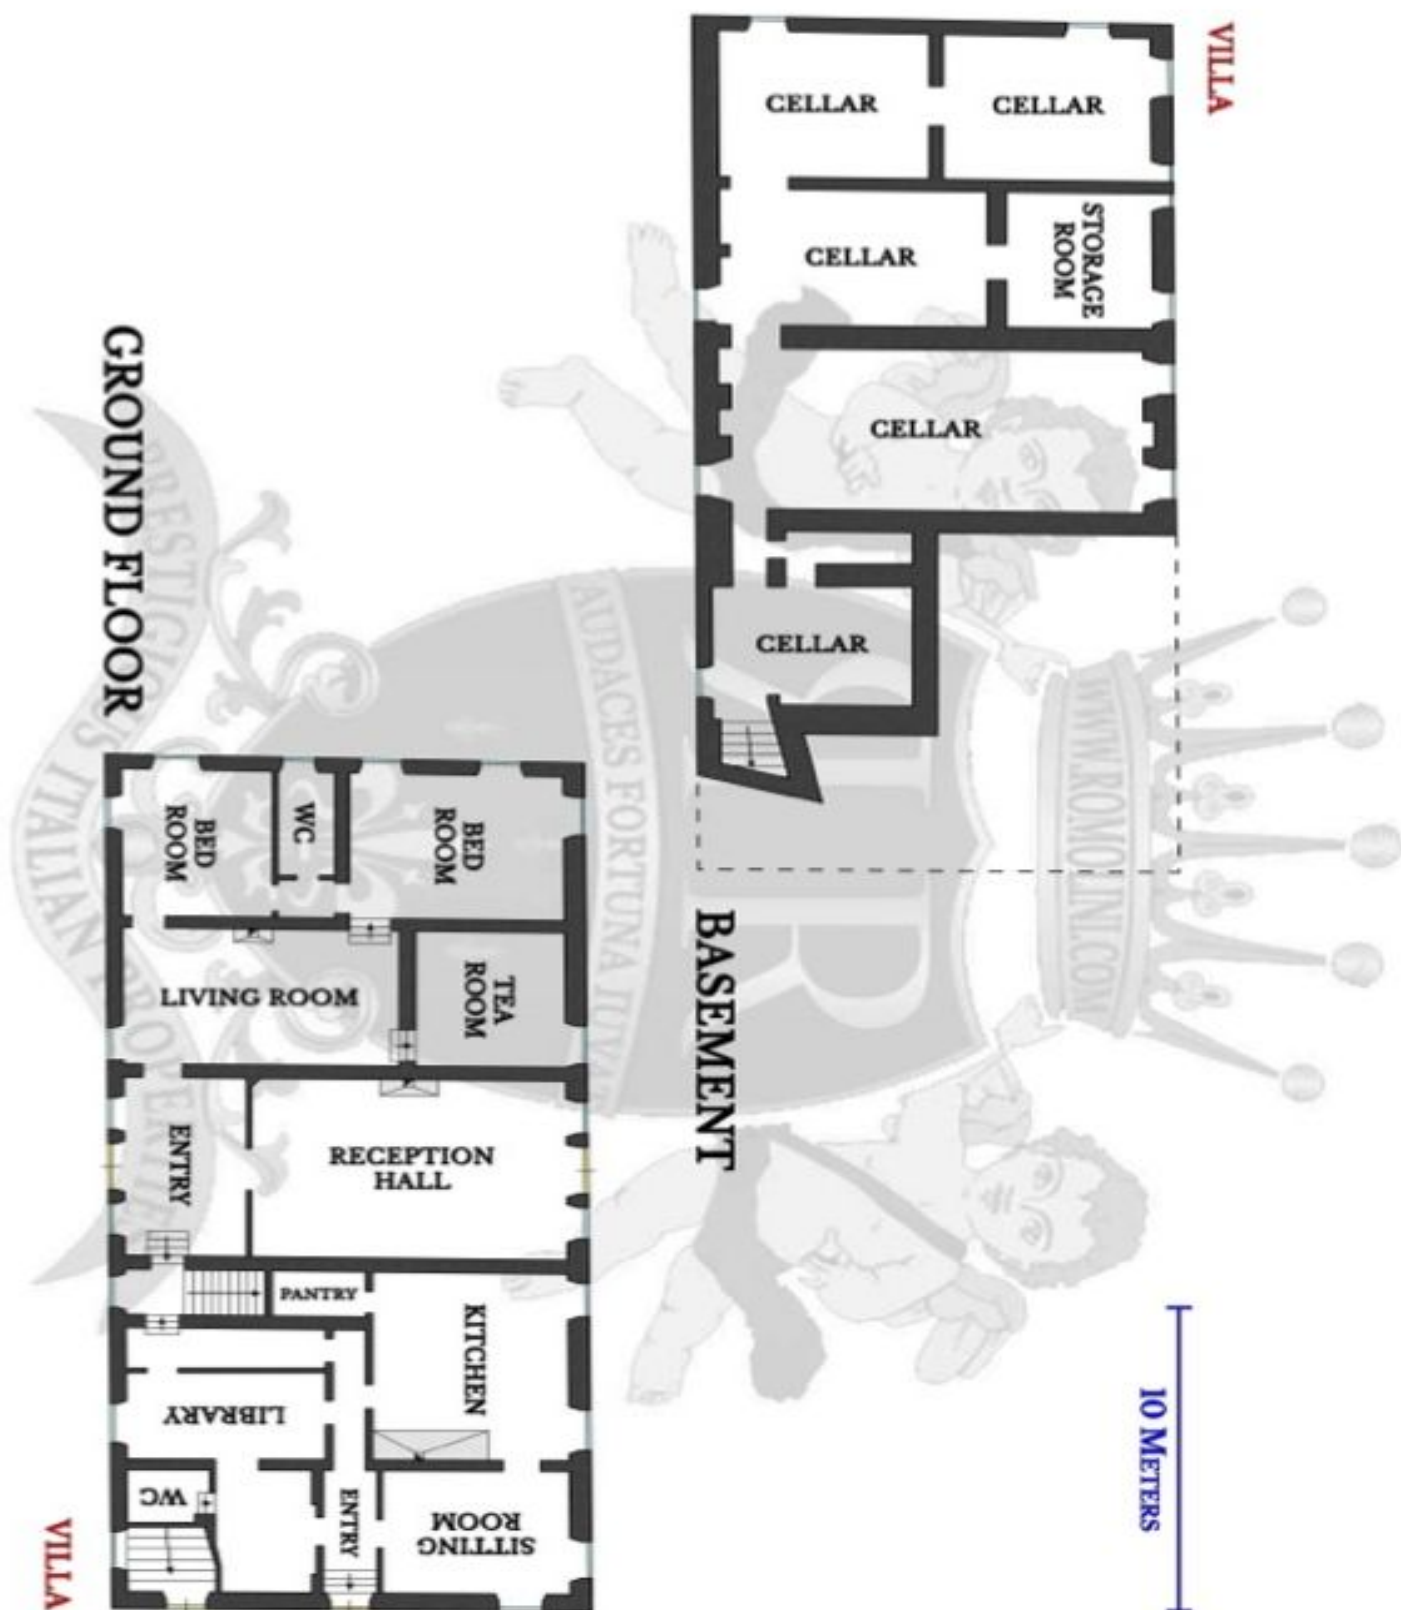 VILLA
CELLAR
CELLAR
CELLAR
STORAGE
ROOM
CELLAR
CELLAR
BASEMENT
GROUND FLOOR
BED
ROOM
WC
BED
ROOM
LIVING ROOM
TEA
ROOM
ENTRY
RECEPTION
HALL
PANTRY
KITCHEN
LIBRARY
WC
ENTRY
SITTING
ROOM
VILLA
10 METERS
WWW.ROMOLINI.COM
AUDACES FORTUNA JUVAT
PRESTIGIOUS ITALIAN PROPERTIES
R